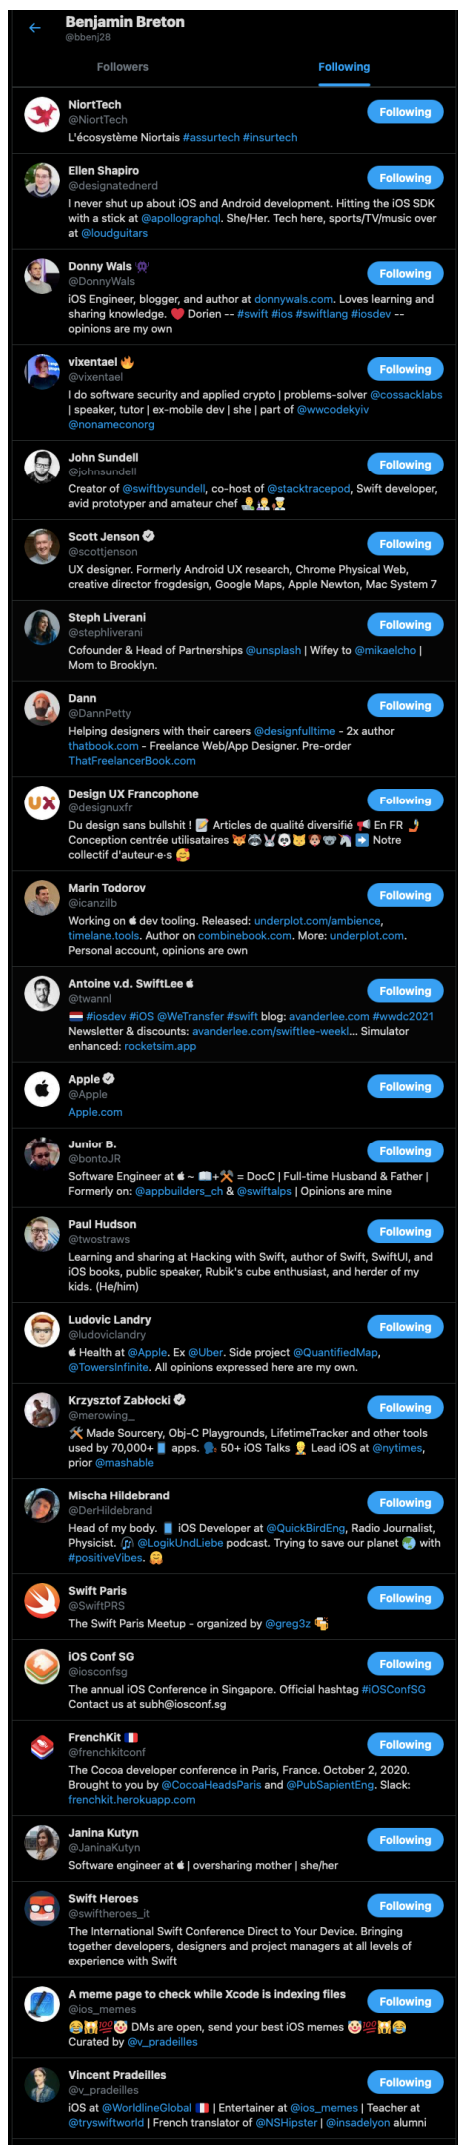 Benjamin Breton
@bbenj28
Followers Following
NiortTech
@NiortTech
Following
L'écosystème Niortais #assurtech #insurtech
Ellen Shapiro
@designatednerd
Following
I never shut up about iOS and Android development. Hitting the iOS SDK
with a stick at @apollographql. She/Her. Tech here, sports/TV/music over
at @loudguitars
Donny Wals
@DonnyWals
Following
iOS Engineer, blogger, and author at donnywals.com. Loves learning and
sharing knowledge. ❤️ Dorien -- #swift #ios #swiftlang #iosdev --
opinions are my own
vixentael 🔥
@vixentael
Following
I do software security and applied crypto | problems-solver @cossacklabs
| speaker, tutor | ex-mobile dev | she | part of @wwcodekyiv
@nonameconorg
John Sundell
@johnsundell
Following
Creator of @swiftbysundell, co-host of @stacktracepod, Swift developer,
avid prototyper and amateur chef
Scott Jenson
@scottjenson
Following
UX designer. Formerly Android UX research, Chrome Physical Web,
creative director frogdesign, Google Maps, Apple Newton, Mac System 7
Steph Liverani
@stephliverani
Following
Cofounder & Head of Partnerships @unsplash | Wifey to @mikaelcho |
Mom to Brooklyn.
Dann
@DannPetty
Following
Helping designers with their careers @designfulltime - 2x author
thatbook.com - Freelance Web/App Designer. Pre-order
ThatFreelancerBook.com
UX
Design UX Francophone
@designuxfr
Following
Du design sans bullshit ! 📝 Articles de qualité diversifié 📢 En FR 🤳
Conception centrée utilisateurs 🦊🦝🐰🐼🐱🐶🐨🦄 ➡️ Notre
collectif d'auteur·e·s 🥰
Marin Todorov
@icanzilb
Following
Working on  dev tooling. Released: underplot.com/ambience,
timelane.tools. Author on combinebook.com. More: underplot.com.
Personal account, opinions are own
Antoine v.d. SwiftLee 
@twannl
Following
🇳🇱 #iosdev #iOS @WeTransfer #swift blog: avanderlee.com #wwdc2021
Newsletter & discounts: avanderlee.com/swiftlee-weekl... Simulator
enhanced: rocketsim.app
Apple
@Apple
Following
Apple.com
Junior B.
@bontoJR
Following
Software Engineer at  ~ 📖+🛠 = DocC | Full-time Husband & Father |
Formerly on: @appbuilders_ch & @swiftalps | Opinions are mine
Paul Hudson
@twostraws
Following
Learning and sharing at Hacking with Swift, author of Swift, SwiftUI, and
iOS books, public speaker, Rubik's cube enthusiast, and herder of my
kids. (He/him)
Ludovic Landry
@ludoviclandry
Following
 Health at @Apple. Ex @Uber. Side project @QuantifiedMap,
@TowersInfinite. All opinions expressed here are my own.
Krzysztof Zabłocki
@merowing_
Following
🛠 Made Sourcery, Obj-C Playgrounds, LifetimeTracker and other tools
used by 70,000+ 📱 apps. 🗣 50+ iOS Talks 👷 Lead iOS at @nytimes,
prior @mashable
Mischa Hildebrand
@DerHildebrand
Following
Head of my body. 📱 iOS Developer at @QuickBirdEng, Radio Journalist,
Physicist. 🎧 @LogikUndLiebe podcast. Trying to save our planet 🌍 with
#positiveVibes. 🤗
Swift Paris
@SwiftPRS
Following
The Swift Paris Meetup - organized by @greg3z 🍻
iOS Conf SG
@iosconfsg
Following
The annual iOS Conference in Singapore. Official hashtag #iOSConfSG
Contact us at subh@iosconf.sg
FrenchKit 🇫🇷
@frenchkitconf
Following
The Cocoa developer conference in Paris, France. October 2, 2020.
Brought to you by @CocoaHeadsParis and @PubSapientEng. Slack:
frenchkit.herokuapp.com
Janina Kutyn
@JaninaKutyn
Following
Software engineer at  | oversharing mother | she/her
Swift Heroes
@swiftheroes_it
Following
The International Swift Conference Direct to Your Device. Bringing
together developers, designers and project managers at all levels of
experience with Swift
A meme page to check while Xcode is indexing files
@ios_memes
Following
😂🙀💯🤡 DMs are open, send your best iOS memes 🤡💯🙀😂
Curated by @v_pradeilles
Vincent Pradeilles
@v_pradeilles
Following
iOS at @WorldlineGlobal 🇫🇷 | Entertainer at @ios_memes | Teacher at
@tryswiftworld | French translator of @NSHipster | @insadelyon alumni